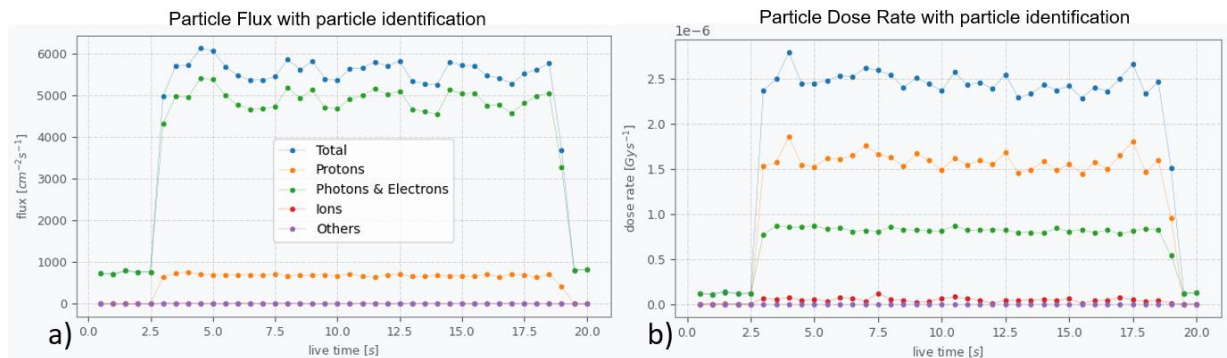 Particle Flux with particle identification
6000
5000
4000
3000
2000
1000
0
flux [cm⁻²s⁻¹]
Total
Protons
Photons & Electrons
Ions
Others
a)
0.0 2.5 5.0 7.5 10.0 12.5 15.0 17.5 20.0
live time [s]
Particle Dose Rate with particle identification
1e−6
2.5
2.0
1.5
1.0
0.5
0.0
dose rate [Gys⁻¹]
b)
0.0 2.5 5.0 7.5 10.0 12.5 15.0 17.5 20.0
live time [s]